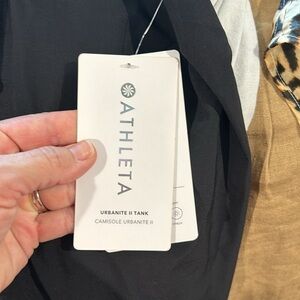 ATHLETA
URBANITE II TANK
CAMISOLE URBANITE II